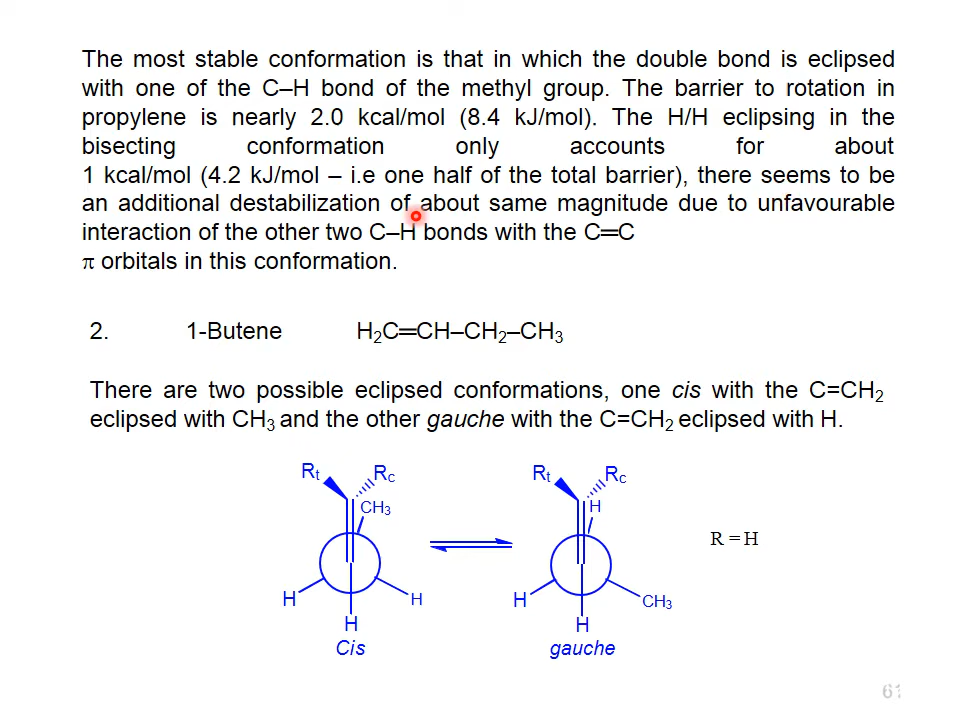 The most stable conformation is that in which the double bond is eclipsed
with one of the C–H bond of the methyl group. The barrier to rotation in
propylene is nearly 2.0 kcal/mol (8.4 kJ/mol). The H/H eclipsing in the
bisecting conformation only accounts for about
1 kcal/mol (4.2 kJ/mol – i.e one half of the total barrier), there seems to be
an additional destabilization of about same magnitude due to unfavourable
interaction of the other two C–H bonds with the C=C
π orbitals in this conformation.
2. 1-Butene H₂C=CH–CH₂–CH₃
There are two possible eclipsed conformations, one cis with the C=CH₂
eclipsed with CH₃ and the other gauche with the C=CH₂ eclipsed with H.
Rt Rc Rt Rc
CH₃ H
R = H
H H H CH₃
H H
Cis gauche
61